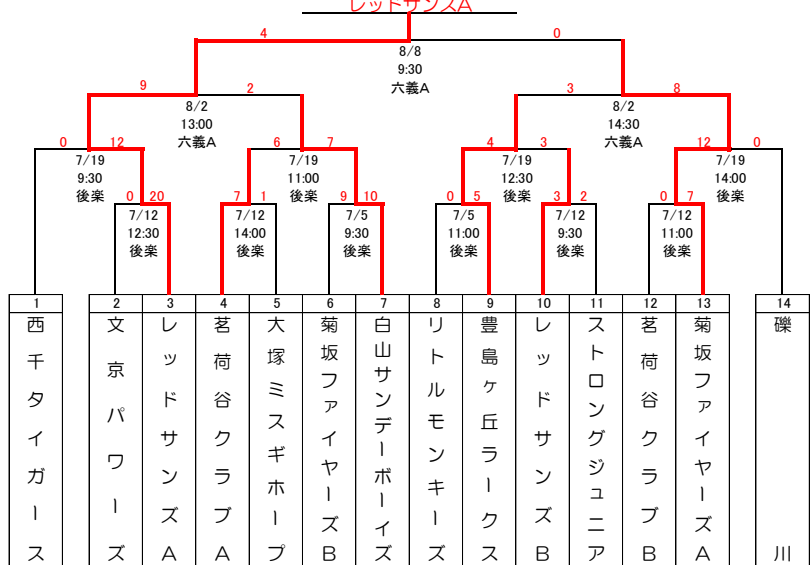 レッドサンズA
4 0
8/8
9:30
六義A
9 2 3 8
8/2 8/2
13:00 14:30
六義A 六義A
0 12 6 7 4 3 12 0
7/19 7/19 7/19 7/19
9:30 11:00 12:30 14:00
後楽 後楽 後楽 後楽
0 20 7 1 9 10 0 5 3 2 0 7
7/12 7/12 7/5 7/5 7/12 7/12
12:30 14:00 9:30 11:00 9:30 11:00
後楽 後楽 後楽 後楽 後楽 後楽
1 2 3 4 5 6 7 8 9 10 11 12 13 14
西千タイガース
文京パワーズ
レッドサンズA
茗荷谷クラブA
大塚ミスギホープ
菊坂ファイヤーズB
白山サンデーボーイズ
リトルモンキーズ
豊島ヶ丘ラークス
レッドサンズB
ストロングジュニア
茗荷谷クラブB
菊坂ファイヤーズA
礫川